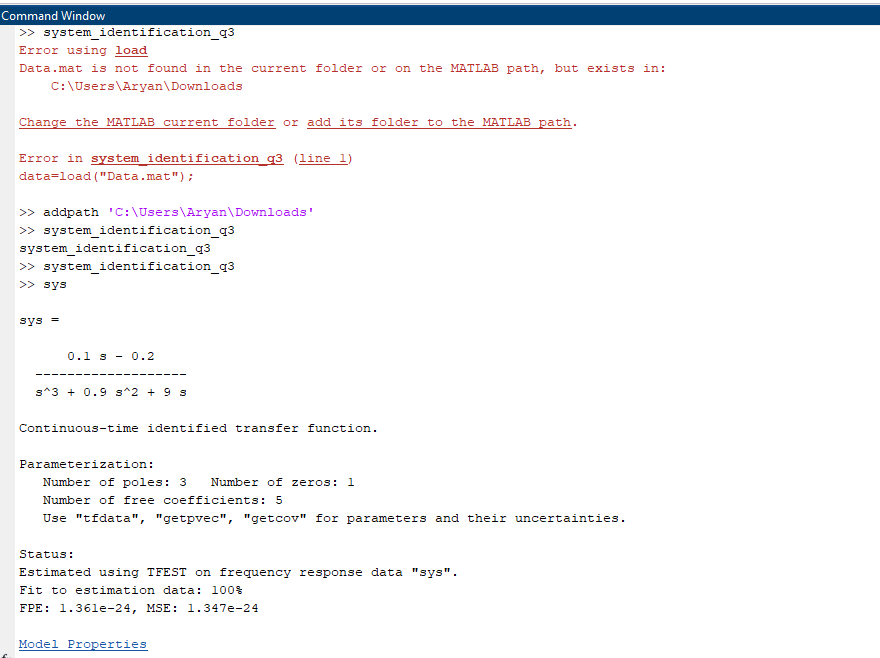 Command Window
>> system_identification_q3
Error using load
Data.mat is not found in the current folder or on the MATLAB path, but exists in:
C:\Users\Aryan\Downloads
Change the MATLAB current folder or add its folder to the MATLAB path.
Error in system_identification_q3 (line 1)
data=load("Data.mat");
>> addpath 'C:\Users\Aryan\Downloads'
>> system_identification_q3
system_identification_q3
>> system_identification_q3
>> sys
sys =
0.1 s - 0.2
-------------------
s^3 + 0.9 s^2 + 9 s
Continuous-time identified transfer function.
Parameterization:
Number of poles: 3   Number of zeros: 1
Number of free coefficients: 5
Use "tfdata", "getpvec", "getcov" for parameters and their uncertainties.
Status:
Estimated using TFEST on frequency response data "sys".
Fit to estimation data: 100%
FPE: 1.361e-24, MSE: 1.347e-24
Model Properties